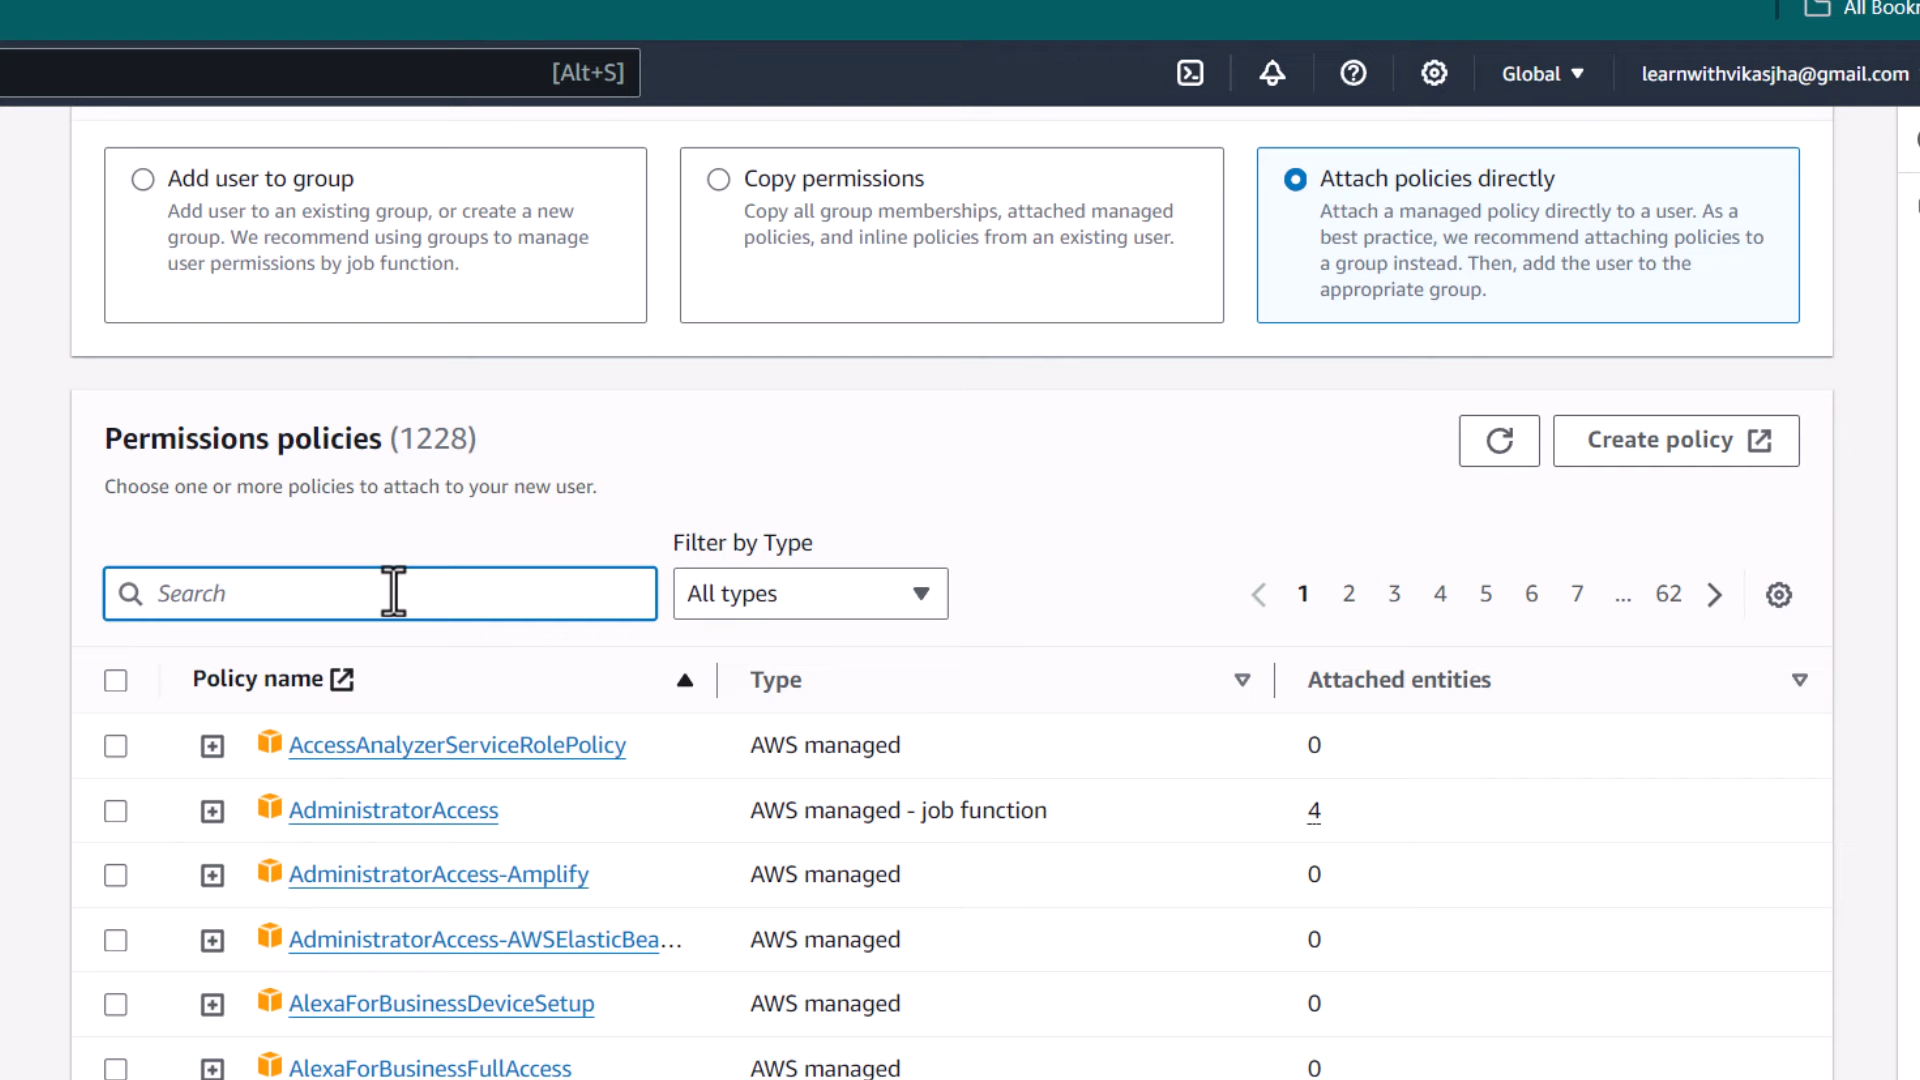 All Bookm
[Alt+S]
Global
learnwithvikasjha@gmail.com
Add user to group
Add user to an existing group, or create a new
group. We recommend using groups to manage
user permissions by job function.
Copy permissions
Copy all group memberships, attached managed
policies, and inline policies from an existing user.
Attach policies directly
Attach a managed policy directly to a user. As a
best practice, we recommend attaching policies to
a group instead. Then, add the user to the
appropriate group.
Permissions policies (1228)
Create policy
Choose one or more policies to attach to your new user.
Filter by Type
Search
All types
1 2 3 4 5 6 7 ... 62
Policy name
Type
Attached entities
AccessAnalyzerServiceRolePolicy AWS managed 0
AdministratorAccess AWS managed - job function 4
AdministratorAccess-Amplify AWS managed 0
AdministratorAccess-AWSElasticBea... AWS managed 0
AlexaForBusinessDeviceSetup AWS managed 0
AlexaForBusinessFullAccess AWS managed 0